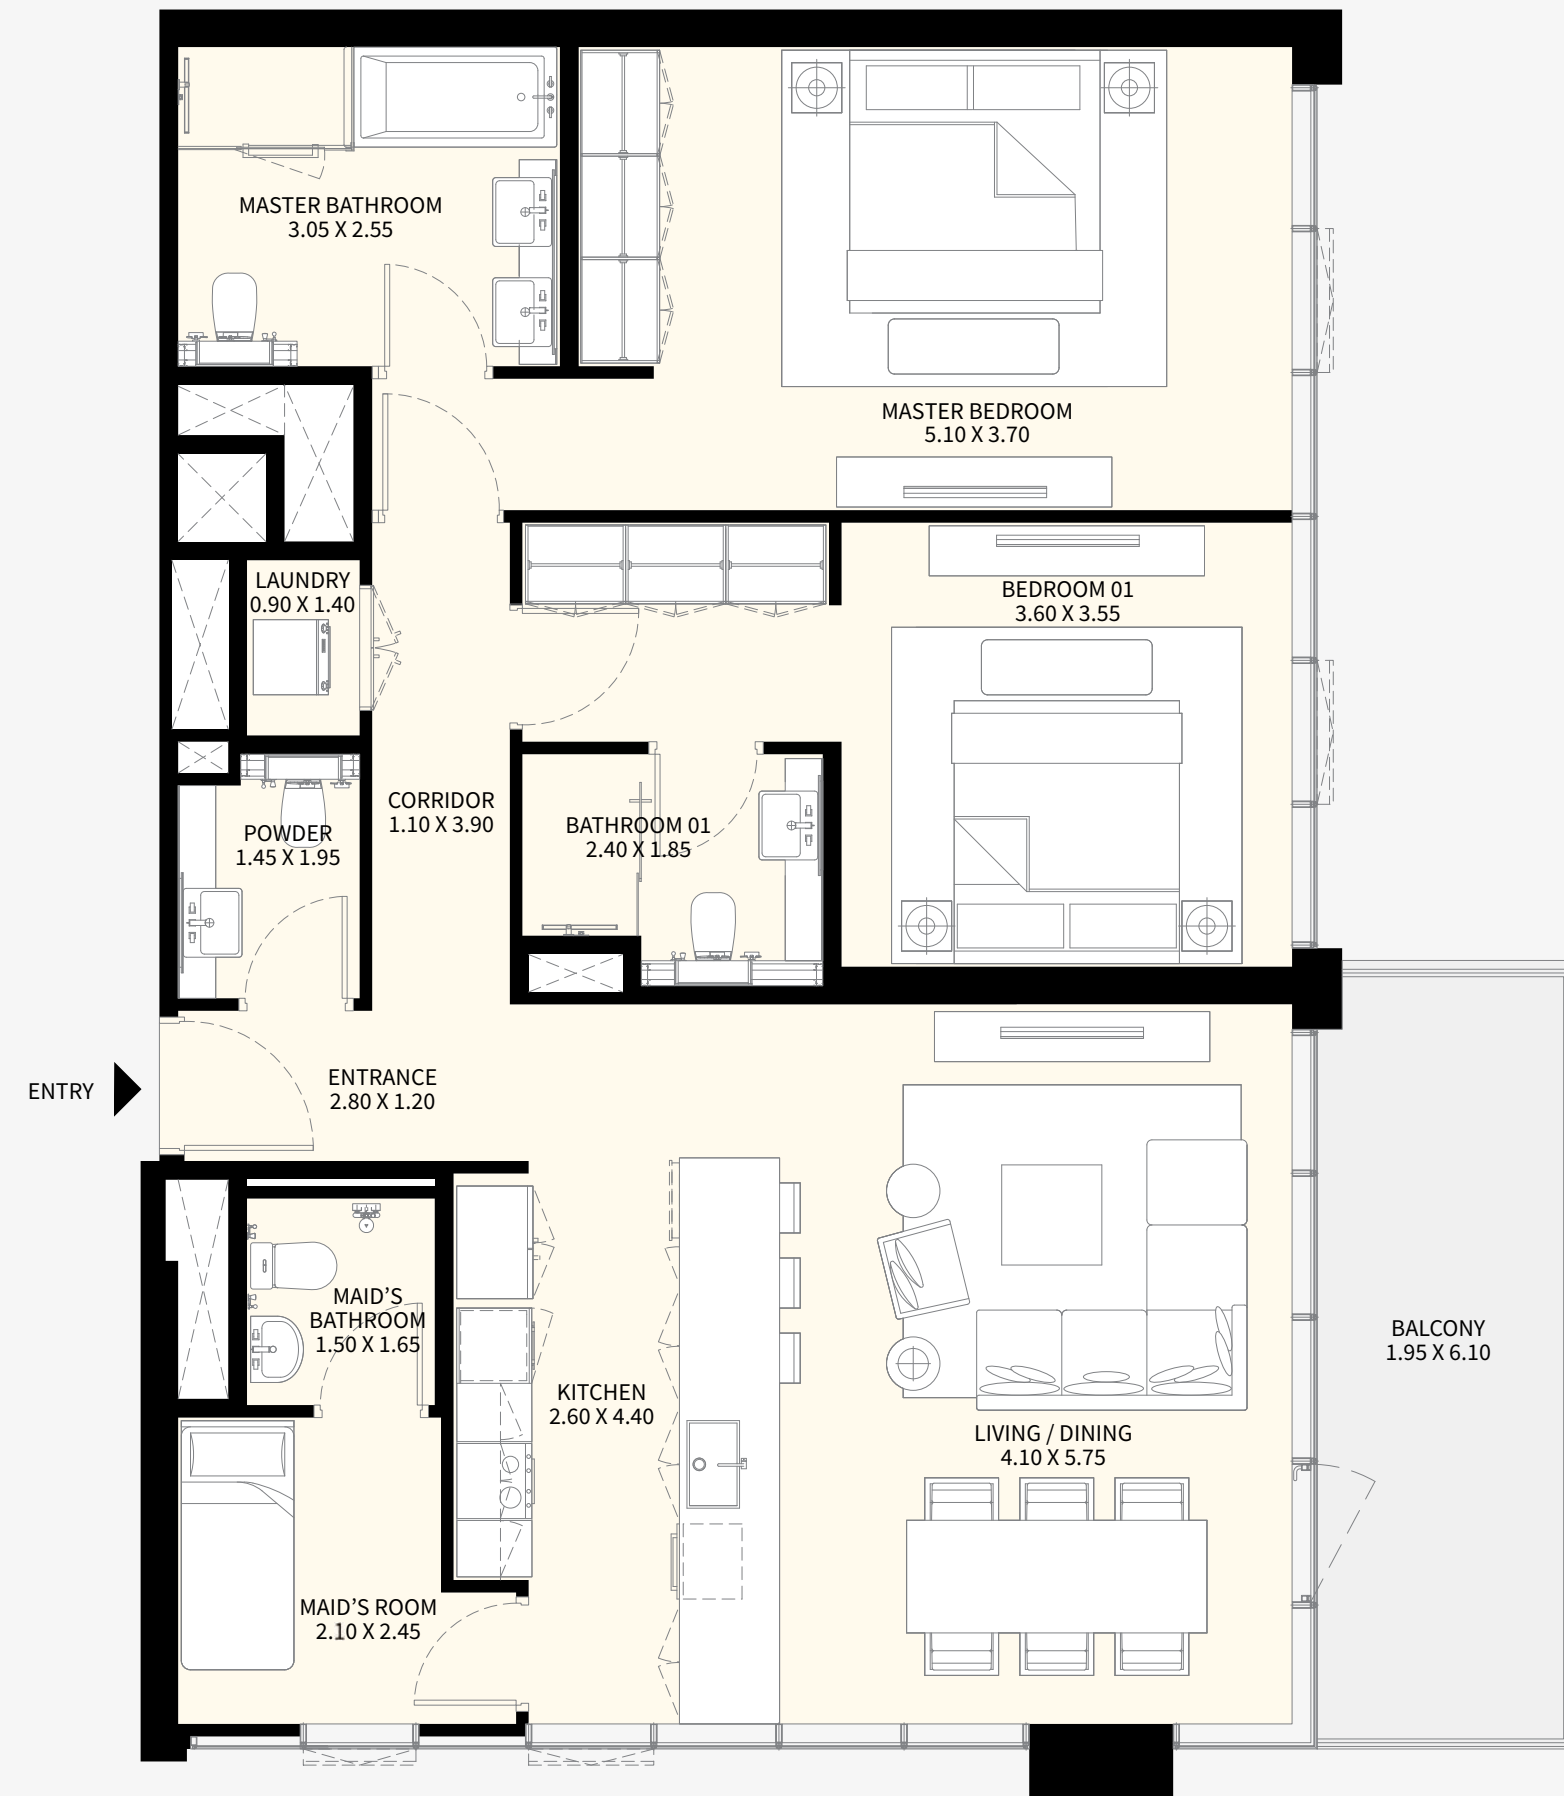 MASTER BATHROOM
3.05 X 2.55
MASTER BEDROOM
5.10 X 3.70
LAUNDRY
0.90 X 1.40
BEDROOM 01
3.60 X 3.55
CORRIDOR
1.10 X 3.90
POWDER
1.45 X 1.95
BATHROOM 01
2.40 X 1.85
ENTRY
ENTRANCE
2.80 X 1.20
MAID’S
BATHROOM
1.50 X 1.65
KITCHEN
2.60 X 4.40
LIVING / DINING
4.10 X 5.75
BALCONY
1.95 X 6.10
MAID’S ROOM
2.10 X 2.45